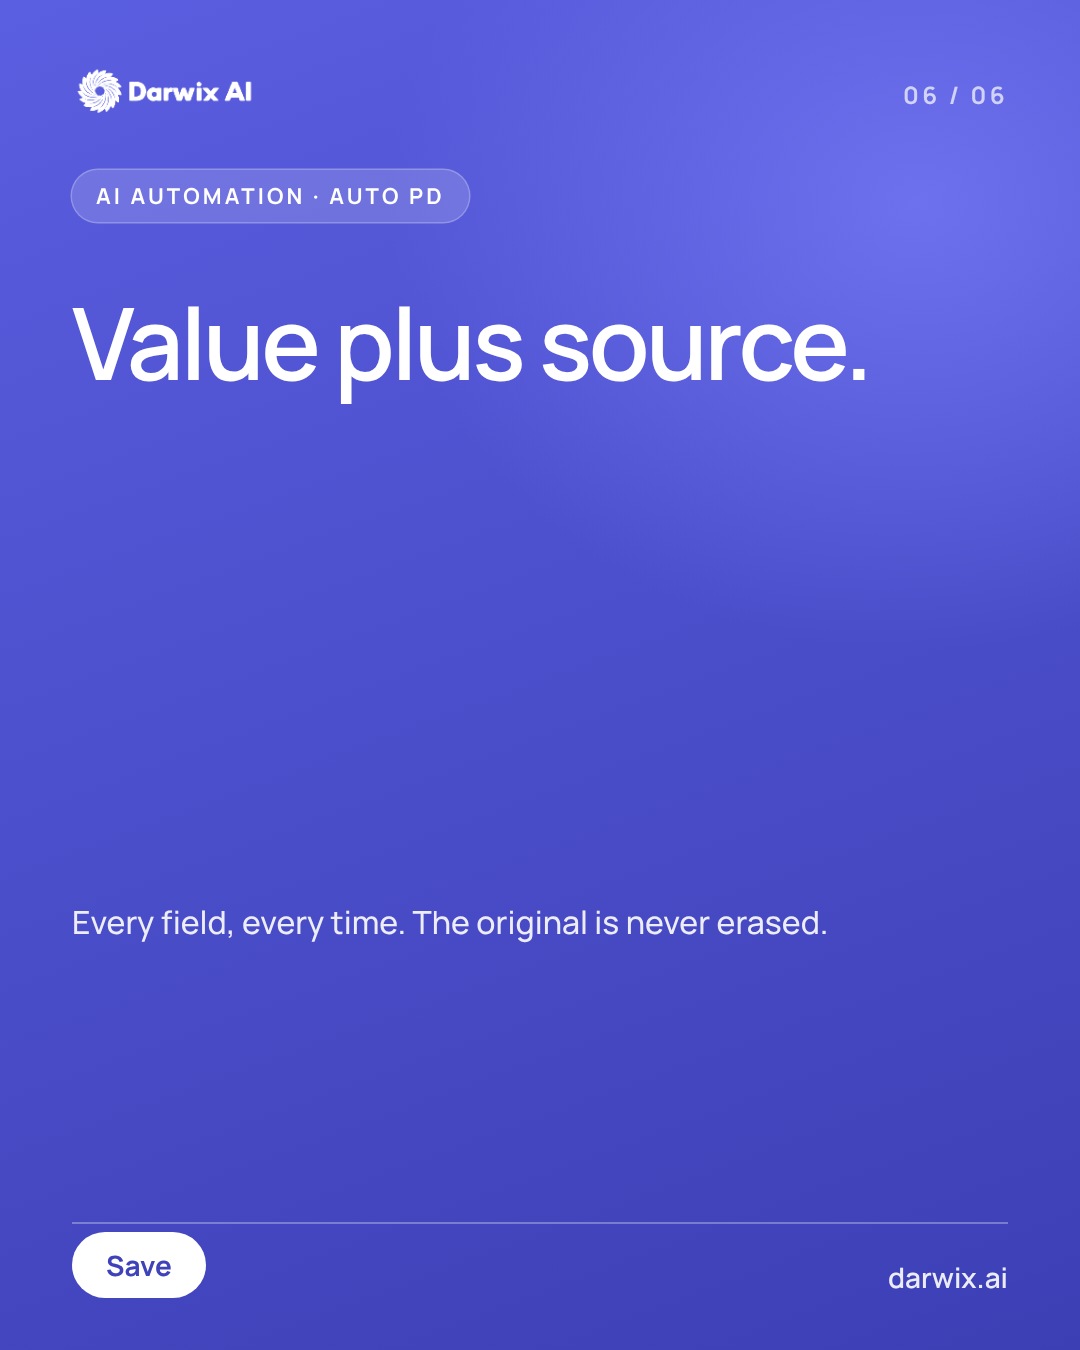 Darwix AI
06 / 06
AI AUTOMATION · AUTO PD
Value plus source.
Every field, every time. The original is never erased.
Save
darwix.ai